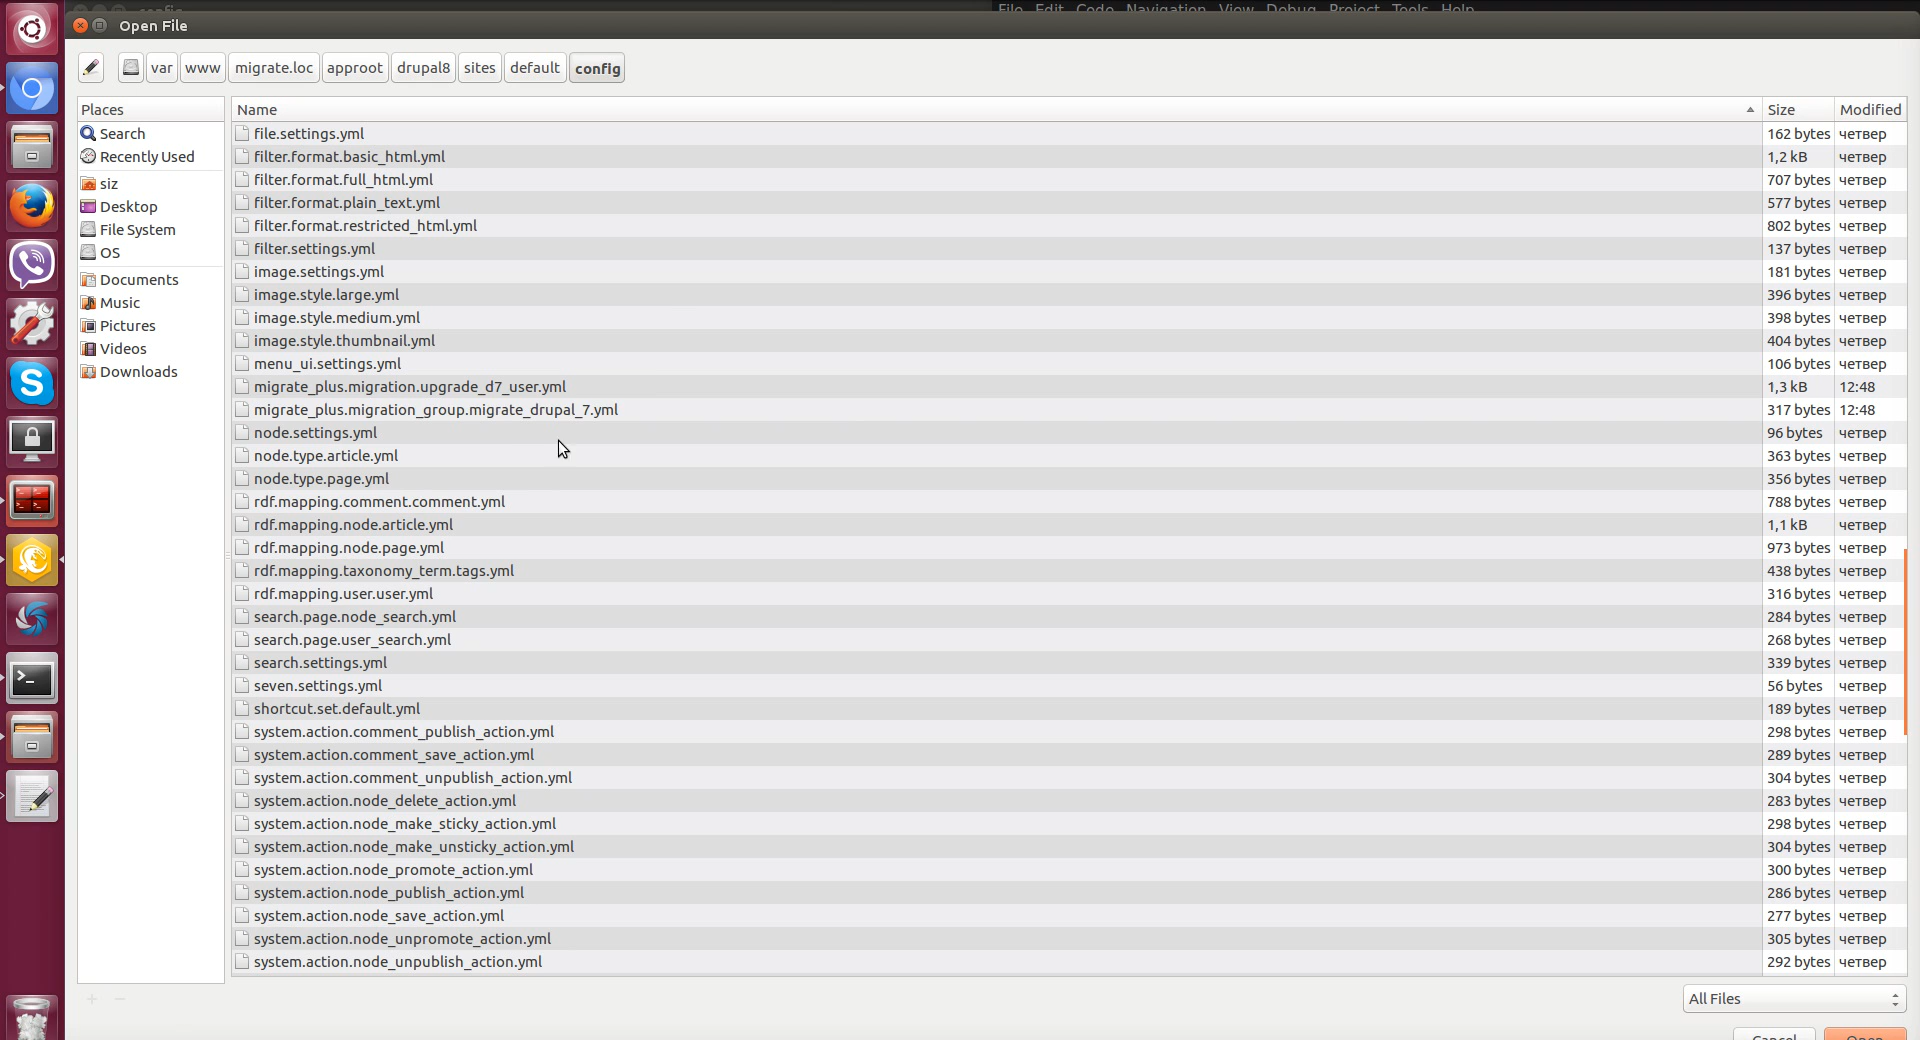 File Edit Code Navigation View Debug Project Tools Help
Open File
var www migrate.loc approot drupal8 sites default config
Places
Search
Recently Used
siz
Desktop
File System
OS
Documents
Music
Pictures
Videos
Downloads
Name Size Modified
file.settings.yml 162 bytes четвер
filter.format.basic_html.yml 1,2 kB четвер
filter.format.full_html.yml 707 bytes четвер
filter.format.plain_text.yml 577 bytes четвер
filter.format.restricted_html.yml 802 bytes четвер
filter.settings.yml 137 bytes четвер
image.settings.yml 181 bytes четвер
image.style.large.yml 396 bytes четвер
image.style.medium.yml 398 bytes четвер
image.style.thumbnail.yml 404 bytes четвер
menu_ui.settings.yml 106 bytes четвер
migrate_plus.migration.upgrade_d7_user.yml 1,3 kB 12:48
migrate_plus.migration_group.migrate_drupal_7.yml 317 bytes 12:48
node.settings.yml 96 bytes четвер
node.type.article.yml 363 bytes четвер
node.type.page.yml 356 bytes четвер
rdf.mapping.comment.comment.yml 788 bytes четвер
rdf.mapping.node.article.yml 1,1 kB четвер
rdf.mapping.node.page.yml 973 bytes четвер
rdf.mapping.taxonomy_term.tags.yml 438 bytes четвер
rdf.mapping.user.user.yml 316 bytes четвер
search.page.node_search.yml 284 bytes четвер
search.page.user_search.yml 268 bytes четвер
search.settings.yml 339 bytes четвер
seven.settings.yml 56 bytes четвер
shortcut.set.default.yml 189 bytes четвер
system.action.comment_publish_action.yml 298 bytes четвер
system.action.comment_save_action.yml 289 bytes четвер
system.action.comment_unpublish_action.yml 304 bytes четвер
system.action.node_delete_action.yml 283 bytes четвер
system.action.node_make_sticky_action.yml 298 bytes четвер
system.action.node_make_unsticky_action.yml 304 bytes четвер
system.action.node_promote_action.yml 300 bytes четвер
system.action.node_publish_action.yml 286 bytes четвер
system.action.node_save_action.yml 277 bytes четвер
system.action.node_unpromote_action.yml 305 bytes четвер
system.action.node_unpublish_action.yml 292 bytes четвер
All Files
Cancel Open